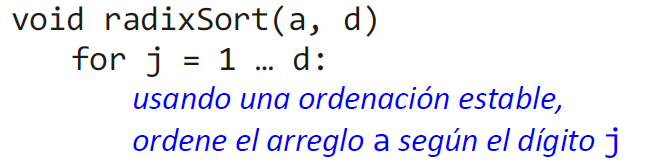 void radixSort(a, d)
for j = 1 … d:
usando una ordenación estable,
ordene el arreglo a según el dígito j